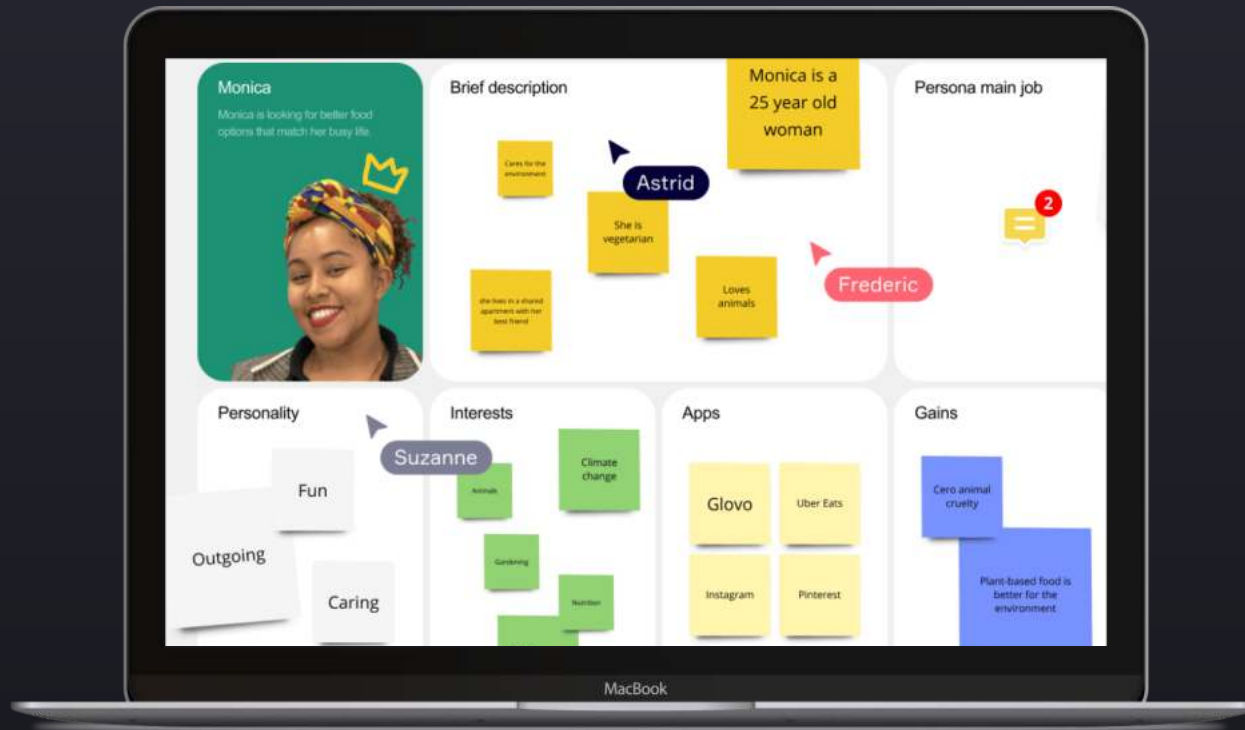 Monica
Monica is looking for better food
options that match her busy life.
Brief description
Monica is a
25 year old
woman
Cares for the
environment
Astrid
She is
vegetarian
Frederic
she lives in a shared
apartment with her
best friend
Loves
animals
Persona main job
2
Personality
Suzanne
Fun
Outgoing
Caring
Interests
Climate
change
Animals
Gardening
Nutrition
Apps
Glovo
Uber Eats
Instagram
Pinterest
Gains
Cero animal
cruelty
Plant-based food is
better for the
environment
MacBook